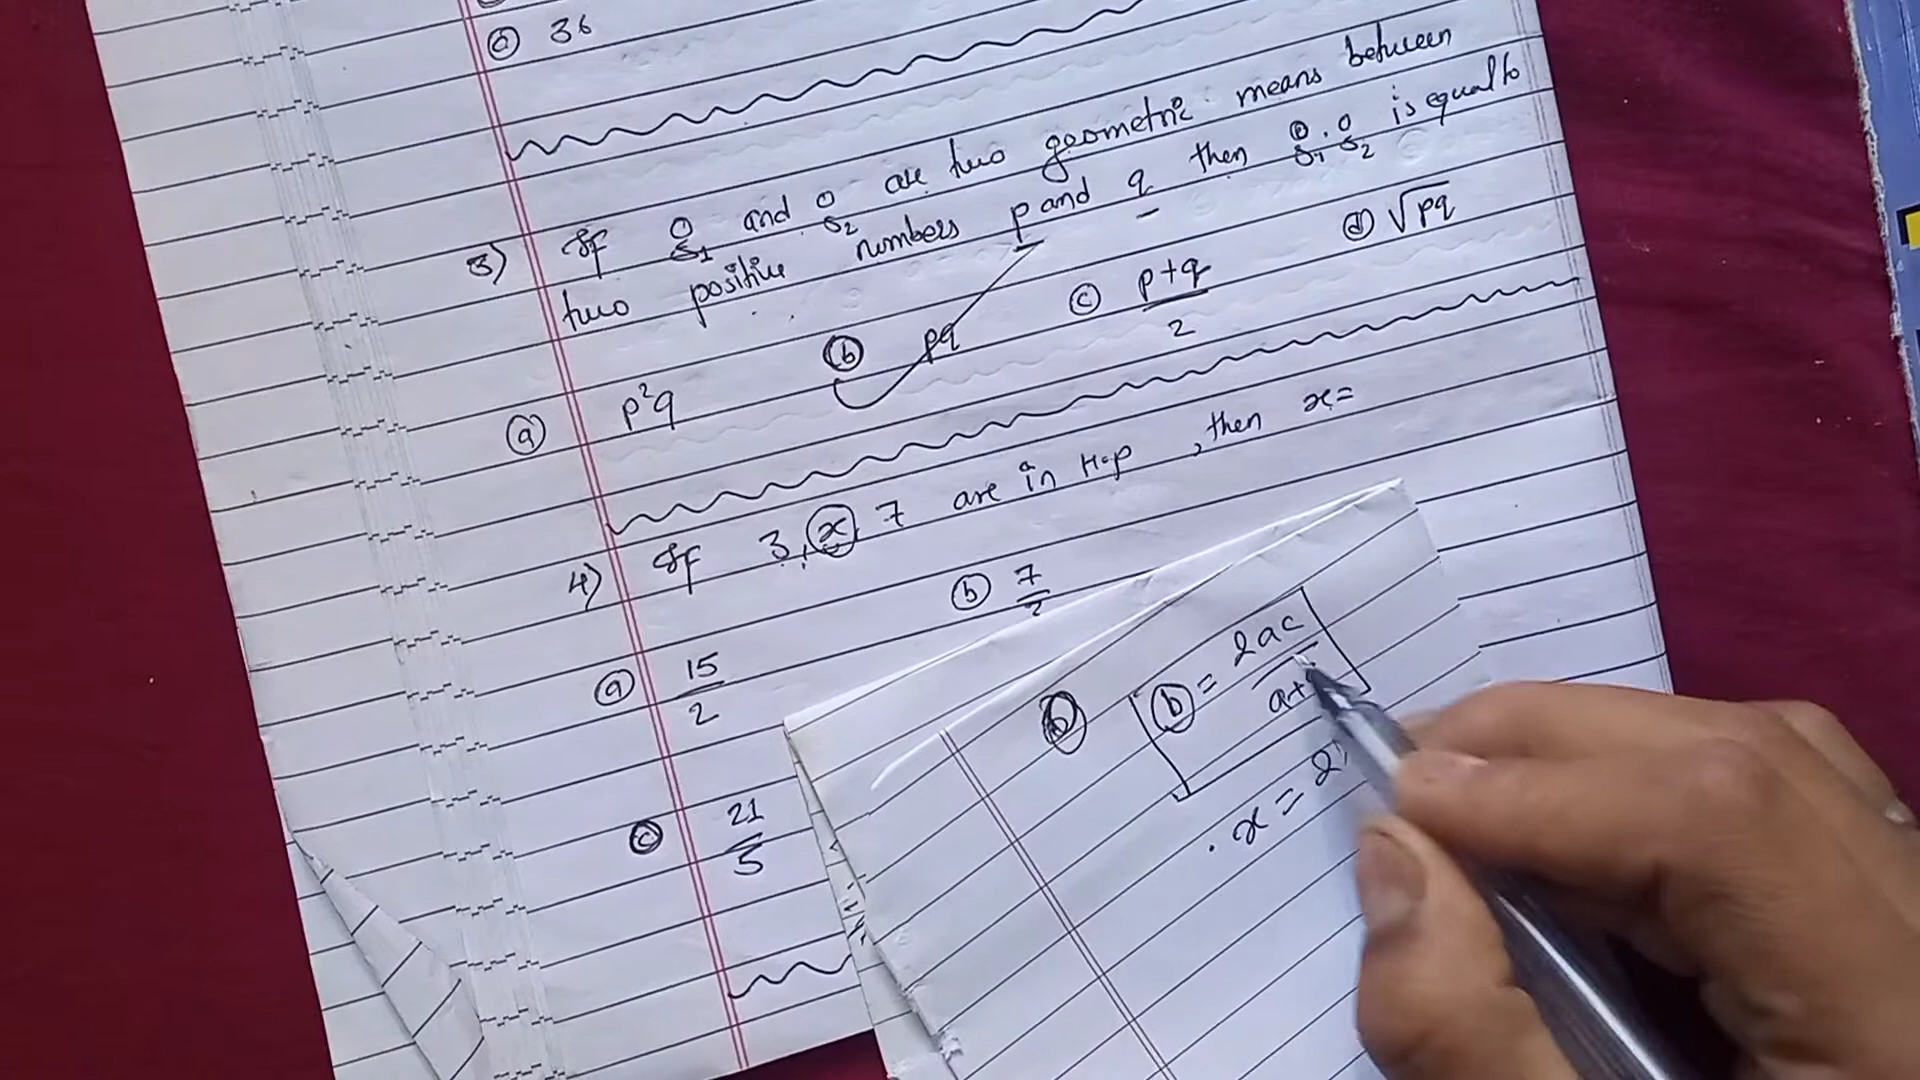 ⓐ 36
3) If g₁ and g₂ are two geometric means between
two positive numbers p and q then g₁.g₂ is equal to
ⓐ p²q ⓑ pq ⓒ p+q/2 ⓓ √pq
4) If 3, x, 7 are in H.p, then x=
ⓐ 15/2 ⓑ 7/2
ⓒ 21/5
b
b = 2ac/a+
x = 2